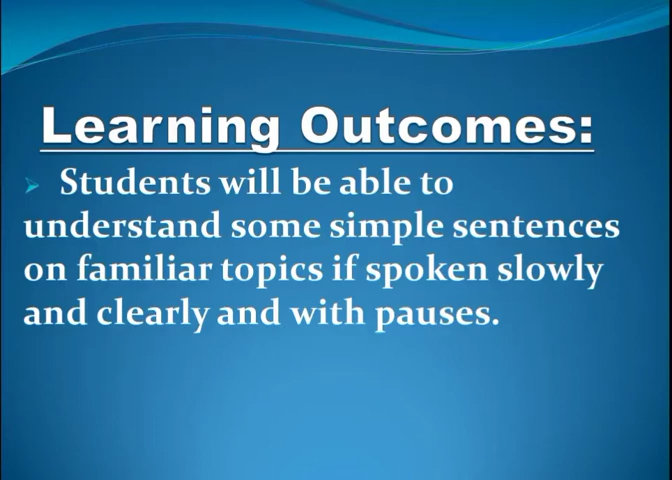 Learning Outcomes:
Students will be able to
understand some simple sentences
on familiar topics if spoken slowly
and clearly and with pauses.